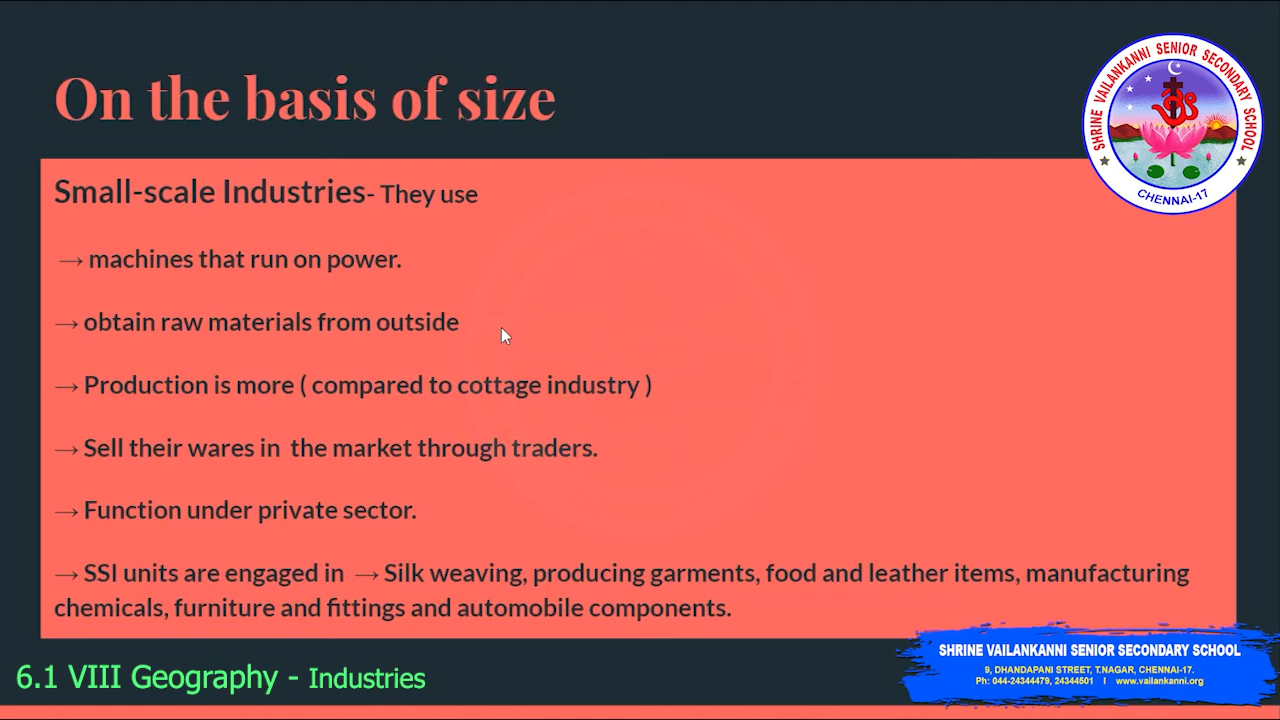 On the basis of size
SHRINE VAILANKANNI SENIOR SECONDARY SCHOOL
CHENNAI-17
Small-scale Industries- They use
→ machines that run on power.
→ obtain raw materials from outside
→ Production is more ( compared to cottage industry )
→ Sell their wares in the market through traders.
→ Function under private sector.
→ SSI units are engaged in → Silk weaving, producing garments, food and leather items, manufacturing
chemicals, furniture and fittings and automobile components.
6.1 VIII Geography - Industries
SHRINE VAILANKANNI SENIOR SECONDARY SCHOOL
9, DHANDAPANI STREET, T.NAGAR, CHENNAI-17.
Ph: 044-24344479, 24344501 I www.vailankanni.org